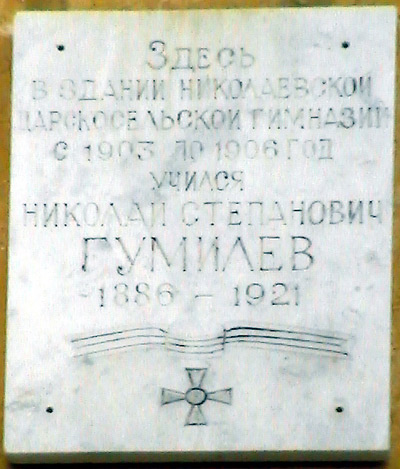 ЗДЕСЬ
В ЗДАНИИ НИКОЛАЕВСКОЙ
ЦАРСКОСЕЛЬСКОЙ ГИМНАЗИИ
С 1903 ПО 1906 ГОД
УЧИЛСЯ
НИКОЛАЙ СТЕПАНОВИЧ
ГУМИЛЕВ
1886 – 1921